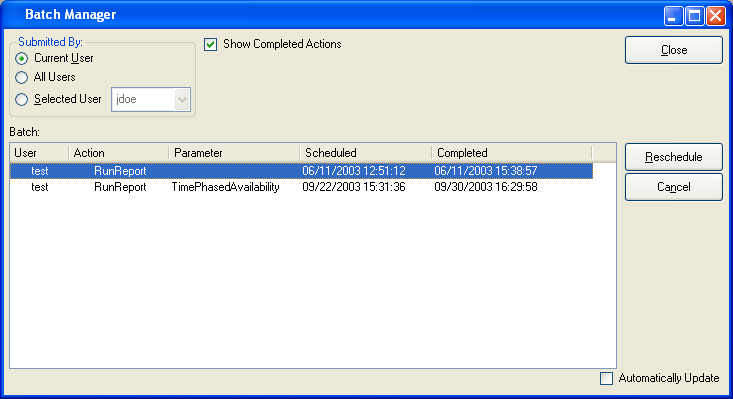 Batch Manager
Submitted By:
Current User
All Users
Selected User jdoe
Show Completed Actions
Close
Batch:
User Action Parameter Scheduled Completed
test RunReport 06/11/2003 12:51:12 06/11/2003 15:38:57
test RunReport TimePhasedAvailability 09/22/2003 15:31:36 09/30/2003 16:29:58
Reschedule
Cancel
Automatically Update